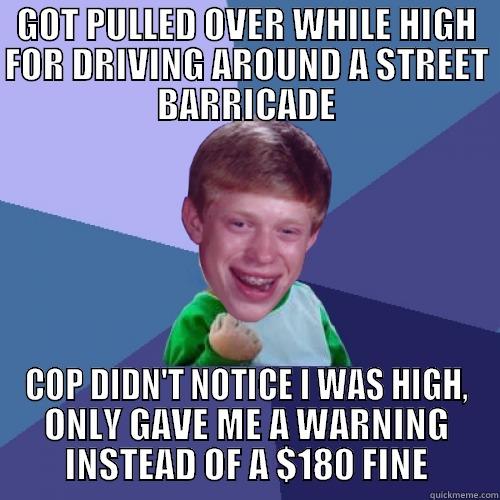 GOT PULLED OVER WHILE HIGH
FOR DRIVING AROUND A STREET
BARRICADE
COP DIDN'T NOTICE I WAS HIGH,
ONLY GAVE ME A WARNING
INSTEAD OF A $180 FINE
quickmeme.com